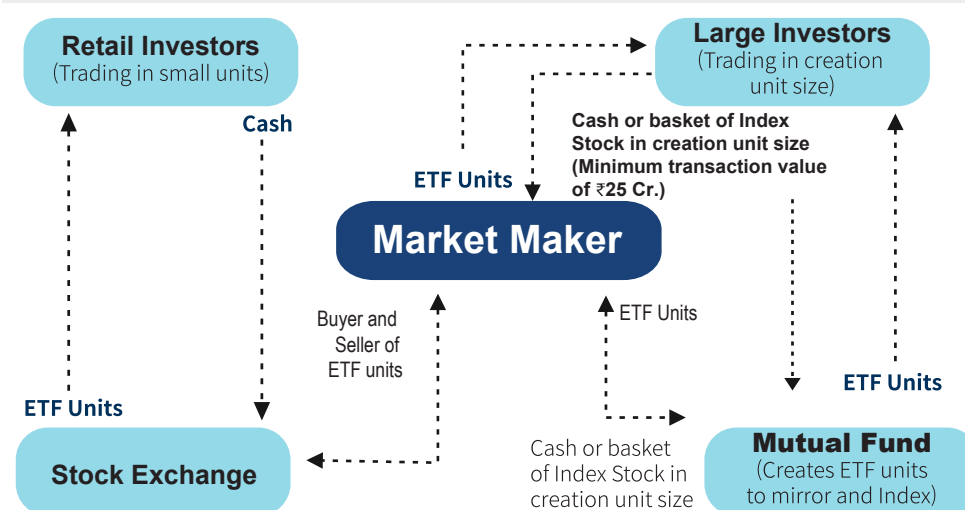 Retail Investors
(Trading in small units)
Large Investors
(Trading in creation
unit size)
Cash
Cash or basket of Index
Stock in creation unit size
(Minimum transaction value
of ₹25 Cr.)
ETF Units
Market Maker
Buyer and
Seller of
ETF units
ETF Units
ETF Units
ETF Units
Stock Exchange
Cash or basket
of Index Stock in
creation unit size
Mutual Fund
(Creates ETF units
to mirror and Index)